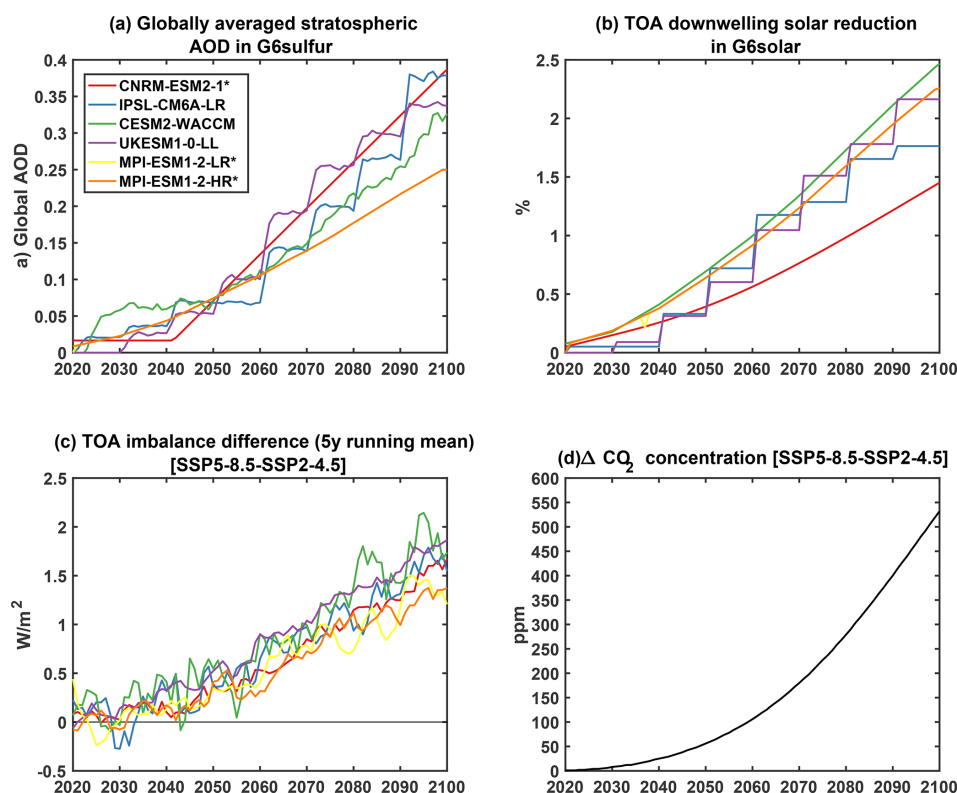 (a) Globally averaged stratospheric
AOD in G6sulfur
a) Global AOD
0.4
0.35
0.3
0.25
0.2
0.15
0.1
0.05
0
CNRM-ESM2-1*
IPSL-CM6A-LR
CESM2-WACCM
UKESM1-0-LL
MPI-ESM1-2-LR*
MPI-ESM1-2-HR*
2020 2030 2040 2050 2060 2070 2080 2090 2100
(b) TOA downwelling solar reduction
in G6solar
%
2.5
2
1.5
1
0.5
0
2020 2030 2040 2050 2060 2070 2080 2090 2100
(c) TOA imbalance difference (5y running mean)
[SSP5-8.5-SSP2-4.5]
W/m2
2.5
2
1.5
1
0.5
0
-0.5
2020 2030 2040 2050 2060 2070 2080 2090 2100
(d)Δ CO2 concentration [SSP5-8.5-SSP2-4.5]
ppm
600
550
500
450
400
350
300
250
200
150
100
50
0
2020 2030 2040 2050 2060 2070 2080 2090 2100